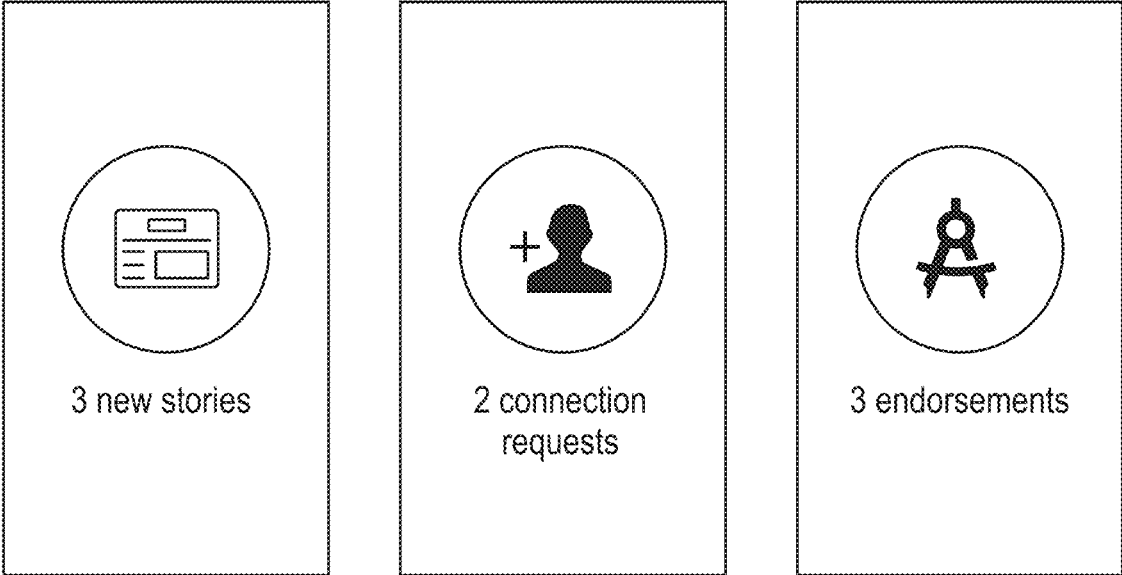 3 new stories
2 connection
requests
3 endorsements